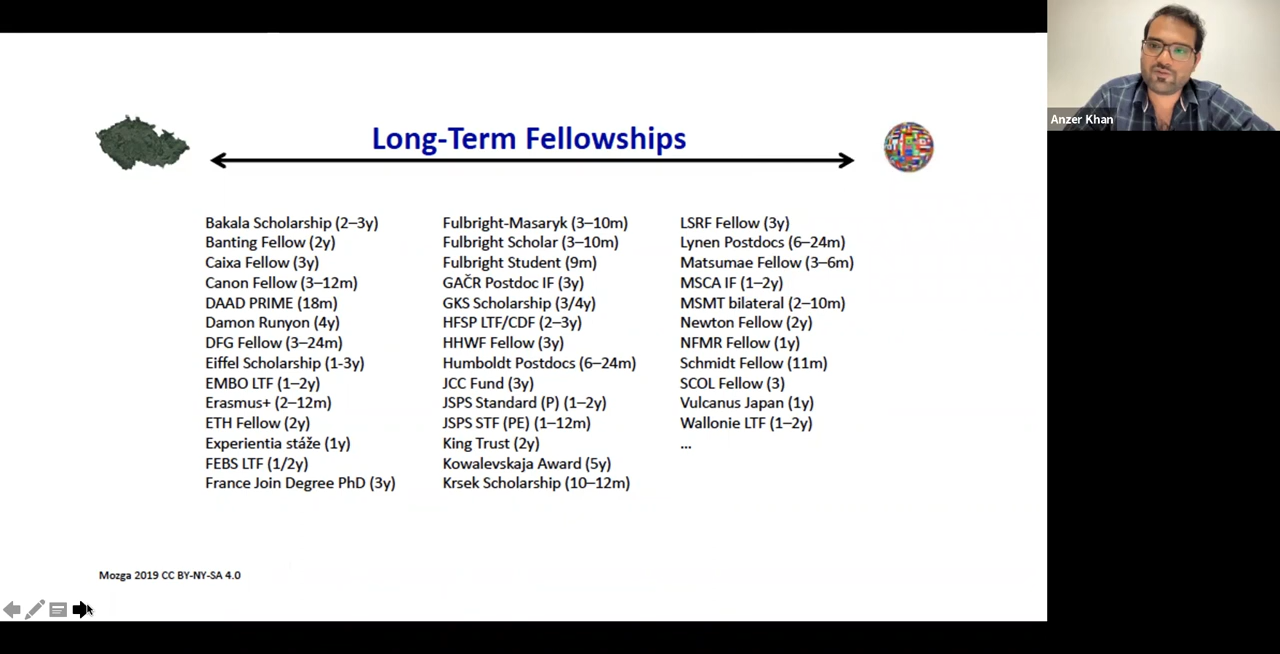 Long-Term Fellowships
Bakala Scholarship (2–3y)
Banting Fellow (2y)
Caixa Fellow (3y)
Canon Fellow (3–12m)
DAAD PRIME (18m)
Damon Runyon (4y)
DFG Fellow (3–24m)
Eiffel Scholarship (1-3y)
EMBO LTF (1–2y)
Erasmus+ (2–12m)
ETH Fellow (2y)
Experientia stáže (1y)
FEBS LTF (1/2y)
France Join Degree PhD (3y)
Fulbright-Masaryk (3–10m)
Fulbright Scholar (3–10m)
Fulbright Student (9m)
GAČR Postdoc IF (3y)
GKS Scholarship (3/4y)
HFSP LTF/CDF (2–3y)
HHWF Fellow (3y)
Humboldt Postdocs (6–24m)
JCC Fund (3y)
JSPS Standard (P) (1–2y)
JSPS STF (PE) (1–12m)
King Trust (2y)
Kowalevskaja Award (5y)
Krsek Scholarship (10–12m)
LSRF Fellow (3y)
Lynen Postdocs (6–24m)
Matsumae Fellow (3–6m)
MSCA IF (1–2y)
MSMT bilateral (2–10m)
Newton Fellow (2y)
NFMR Fellow (1y)
Schmidt Fellow (11m)
SCOL Fellow (3)
Vulcanus Japan (1y)
Wallonie LTF (1–2y)
...
Mozga 2019 CC BY-NY-SA 4.0
Anzer Khan